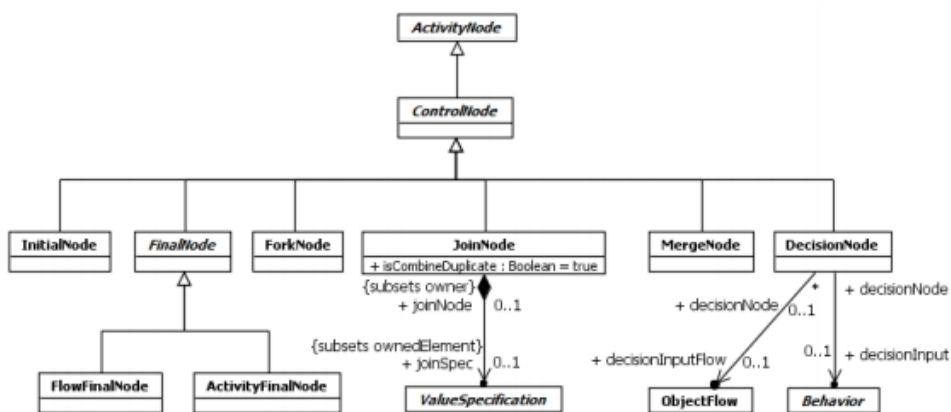 ActivityNode
ControlNode
InitialNode
FinalNode
ForkNode
JoinNode
+ isCombineDuplicate : Boolean = true
MergeNode
DecisionNode
{subsets owner}
+ joinNode
0..1
{subsets ownedElement}
+ joinSpec
0..1
+ decisionNode
*
0..1
+ decisionNode
+ decisionInputFlow
0..1
0..1
+ decisionInput
FlowFinalNode
ActivityFinalNode
ValueSpecification
ObjectFlow
Behavior